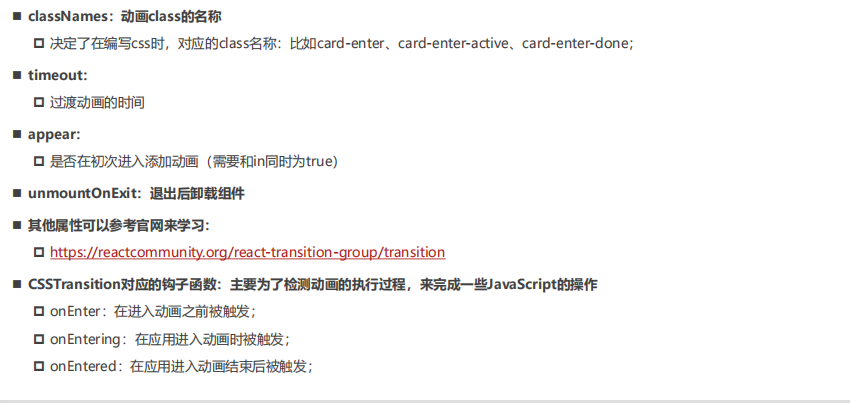 classNames：动画class的名称
决定了在编写css时，对应的class名称：比如card-enter、card-enter-active、card-enter-done；
timeout：
过渡动画的时间
appear：
是否在初次进入添加动画（需要和in同时为true）
unmountOnExit：退出后卸载组件
其他属性可以参考官网来学习：
https://reactcommunity.org/react-transition-group/transition
CSSTransition对应的钩子函数：主要为了检测动画的执行过程，来完成一些JavaScript的操作
onEnter：在进入动画之前被触发；
onEntering：在应用进入动画时被触发；
onEntered：在应用进入动画结束后被触发；